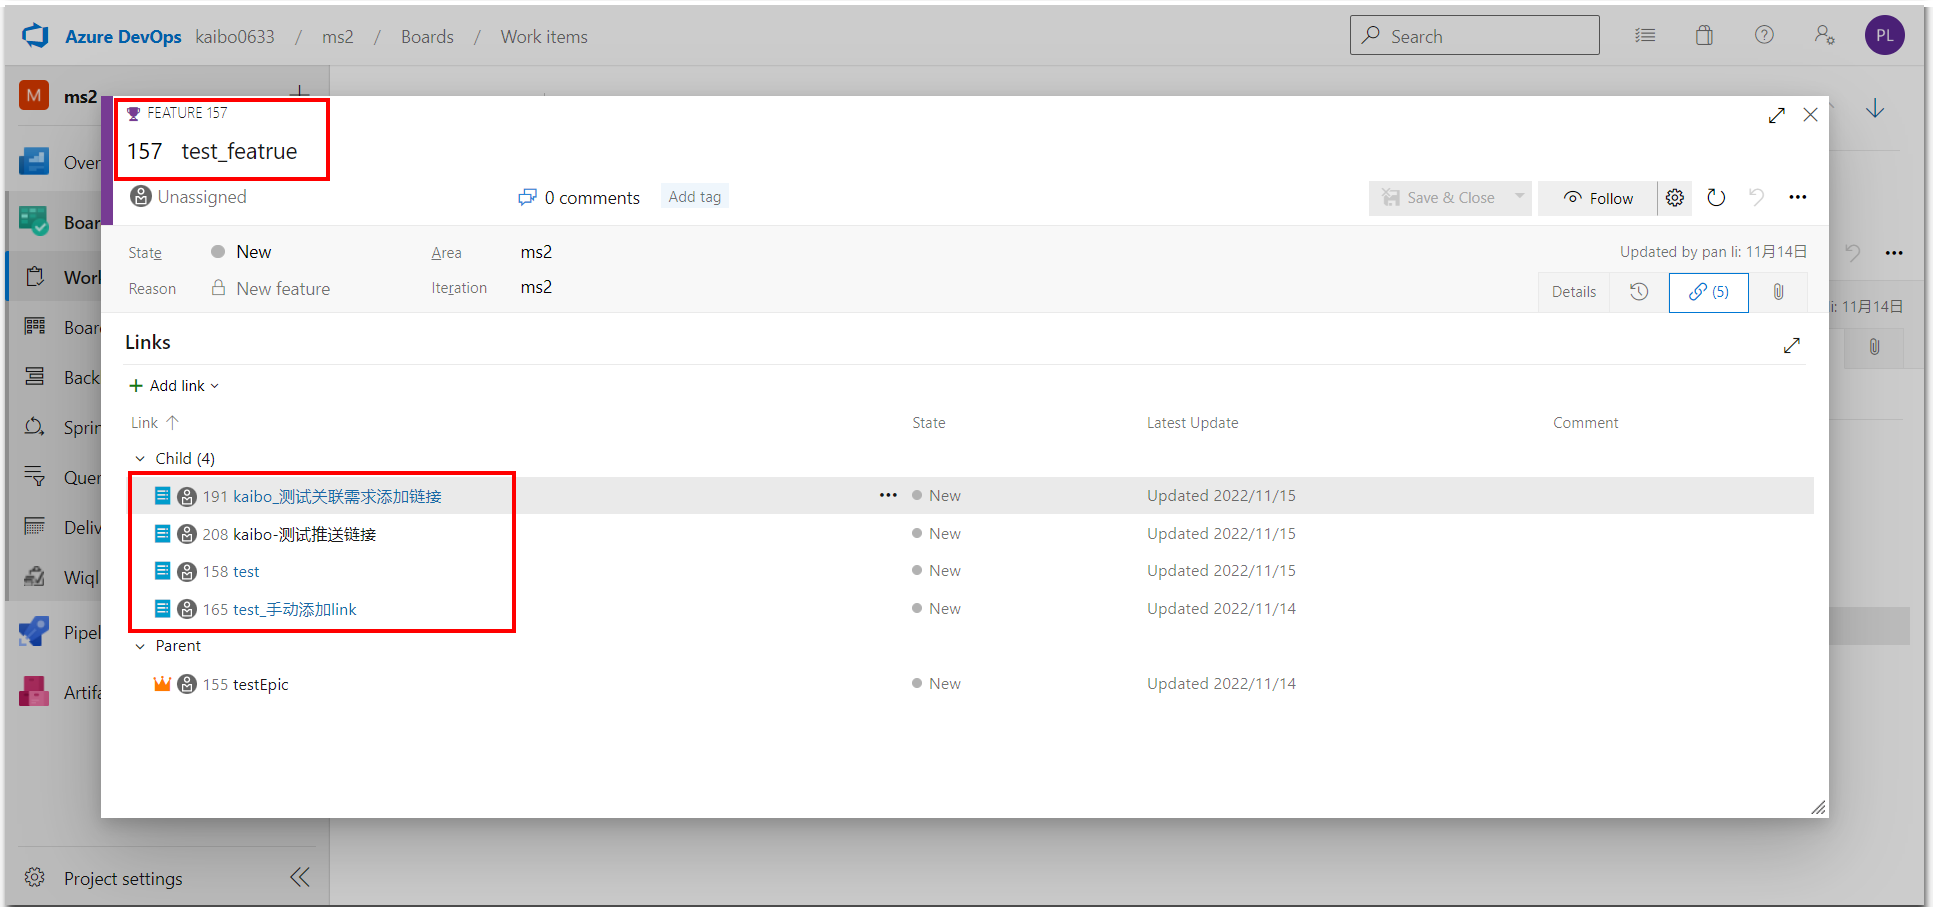 Azure DevOps kaibo0633 / ms2 / Boards / Work items
Search
PL
M ms2
FEATURE 157
157 test_featrue
Unassigned
0 comments
Add tag
Save & Close
Follow
State
New
Area
ms2
Updated by pan li: 11月14日
Reason
New feature
Iteration
ms2
Details
(5)
Links
Add link
Link
State
Latest Update
Comment
Child (4)
191 kaibo_测试关联需求添加链接
New
Updated 2022/11/15
208 kaibo-测试推送链接
New
Updated 2022/11/15
158 test
New
Updated 2022/11/15
165 test_手动添加link
New
Updated 2022/11/14
Parent
155 testEpic
New
Updated 2022/11/14
Over
Boar
Work
Boar
Back
Sprin
Quer
Deliv
Wiql
Pipel
Artifa
Project settings
li: 11月14日